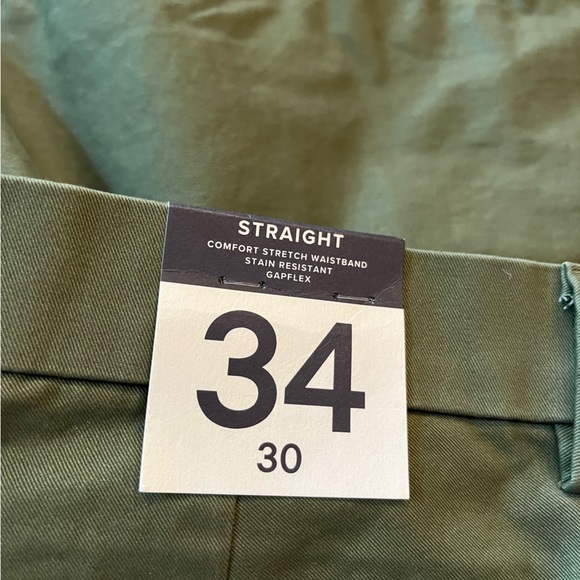 STRAIGHT
COMFORT STRETCH WAISTBAND
STAIN RESISTANT
GAPFLEX
34
30